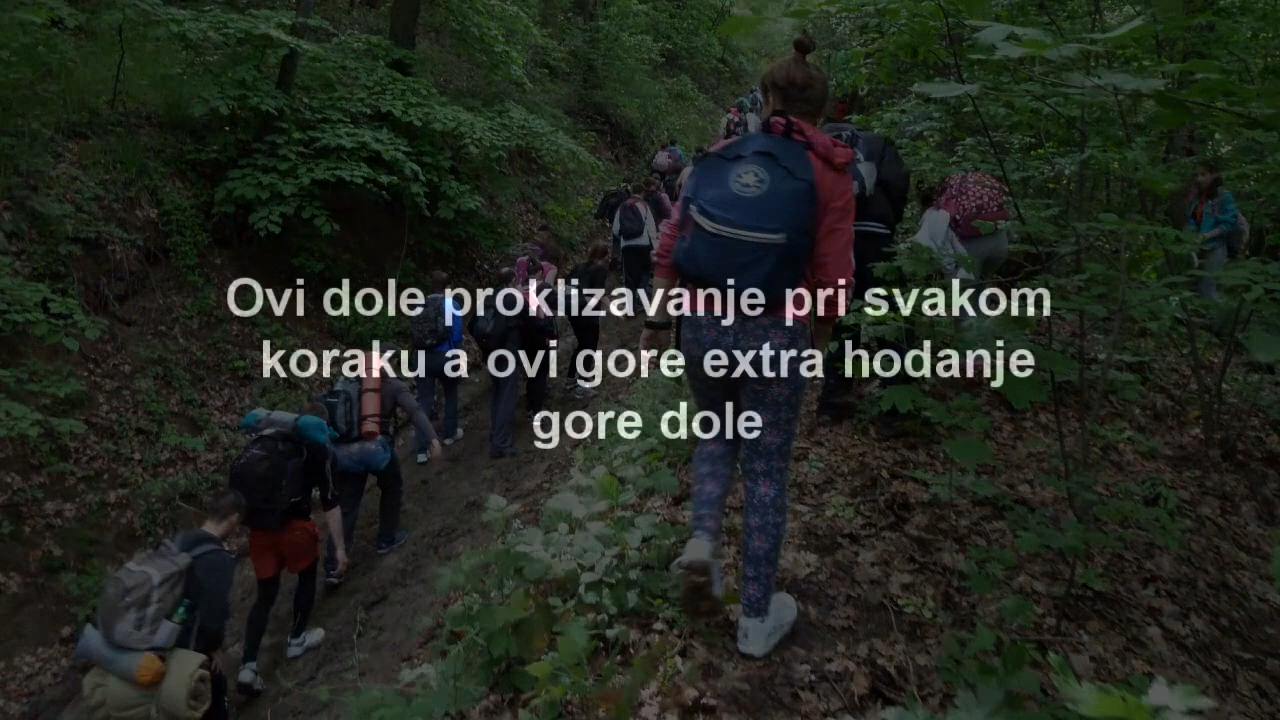 Ovi dole proklizavanje pri svakom
koraku a ovi gore extra hodanje
gore dole